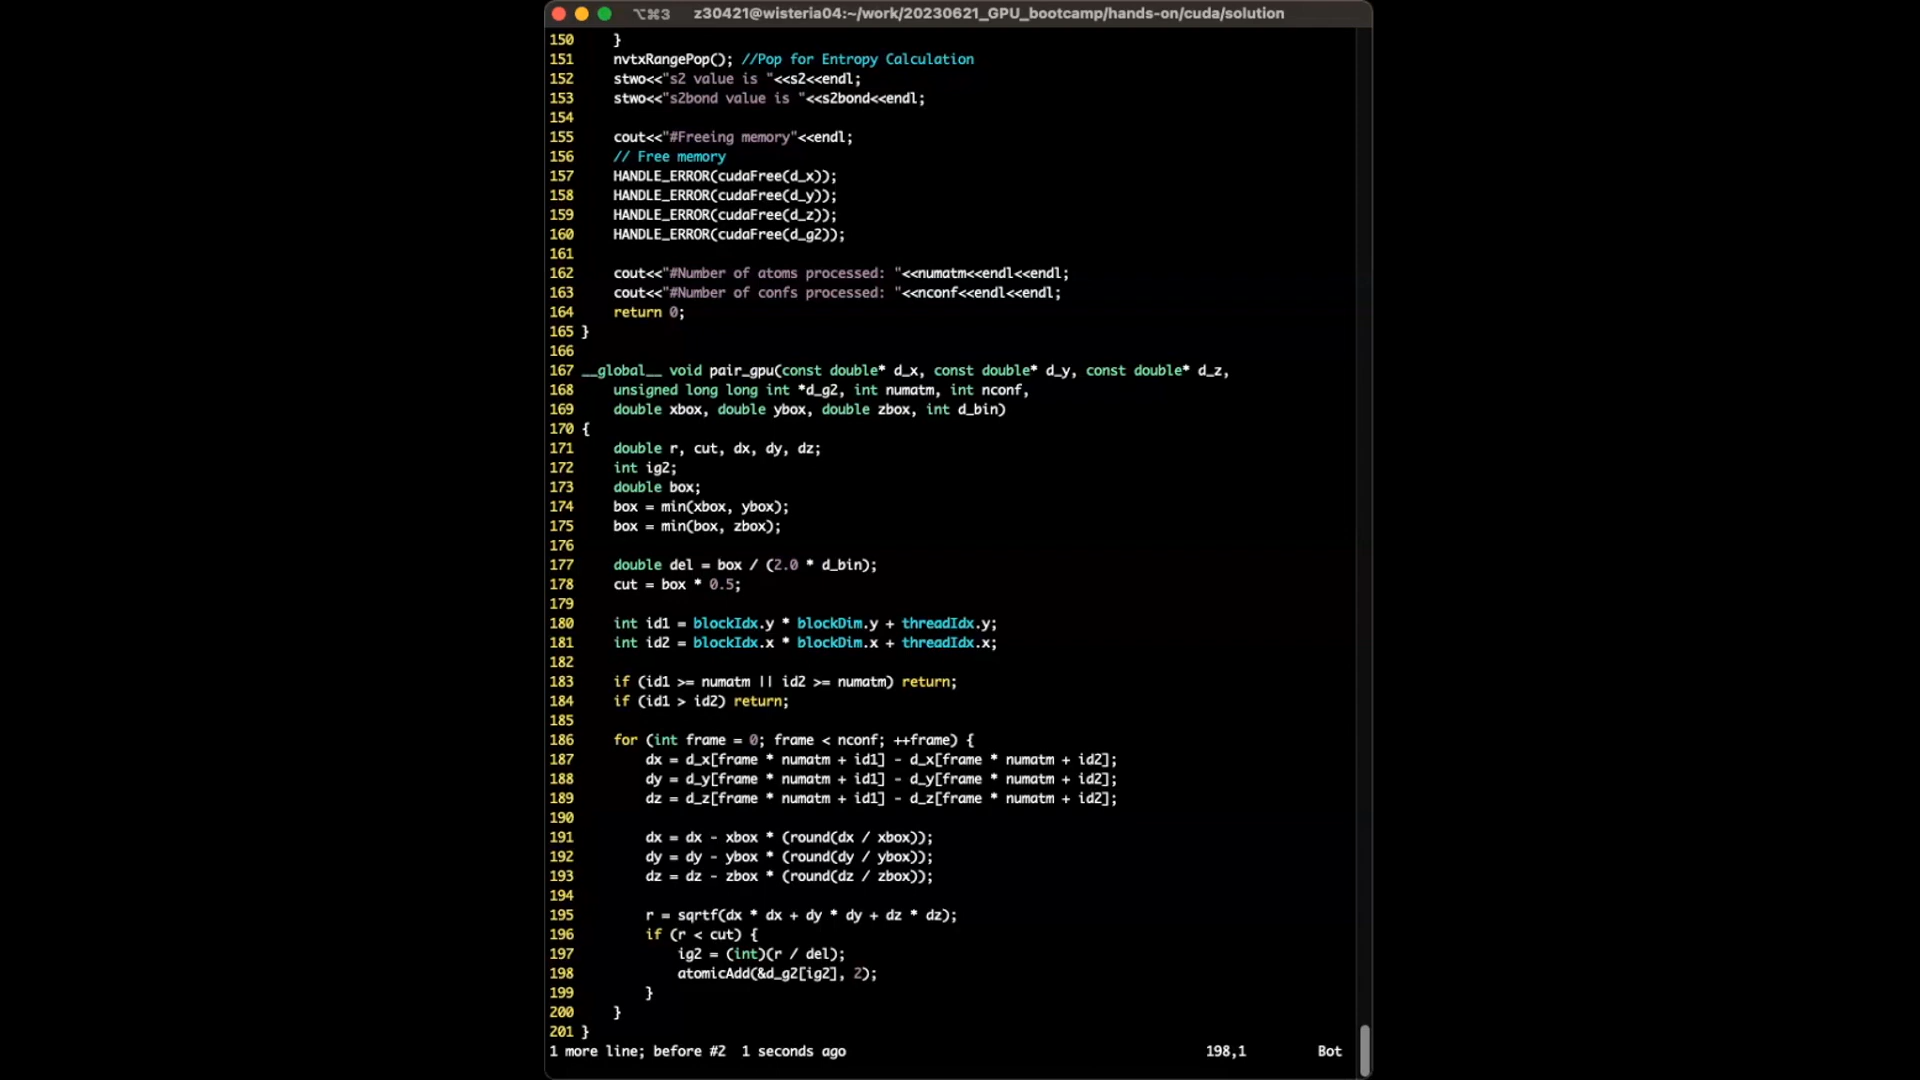 ⌥⌘3 z30421@wisteria04:~/work/20230621_GPU_bootcamp/hands-on/cuda/solution
150     }
151     nvtxRangePop(); //Pop for Entropy Calculation
152     stwo<<"s2 value is "<<s2<<endl;
153     stwo<<"s2bond value is "<<s2bond<<endl;
154
155     cout<<"#Freeing memory"<<endl;
156     // Free memory
157     HANDLE_ERROR(cudaFree(d_x));
158     HANDLE_ERROR(cudaFree(d_y));
159     HANDLE_ERROR(cudaFree(d_z));
160     HANDLE_ERROR(cudaFree(d_g2));
161
162     cout<<"#Number of atoms processed: "<<numatm<<endl<<endl;
163     cout<<"#Number of confs processed: "<<nconf<<endl<<endl;
164     return 0;
165 }
166
167 __global__ void pair_gpu(const double* d_x, const double* d_y, const double* d_z,
168     unsigned long long int *d_g2, int numatm, int nconf,
169     double xbox, double ybox, double zbox, int d_bin)
170 {
171     double r, cut, dx, dy, dz;
172     int ig2;
173     double box;
174     box = min(xbox, ybox);
175     box = min(box, zbox);
176
177     double del = box / (2.0 * d_bin);
178     cut = box * 0.5;
179
180     int id1 = blockIdx.y * blockDim.y + threadIdx.y;
181     int id2 = blockIdx.x * blockDim.x + threadIdx.x;
182
183     if (id1 >= numatm || id2 >= numatm) return;
184     if (id1 > id2) return;
185
186     for (int frame = 0; frame < nconf; ++frame) {
187         dx = d_x[frame * numatm + id1] - d_x[frame * numatm + id2];
188         dy = d_y[frame * numatm + id1] - d_y[frame * numatm + id2];
189         dz = d_z[frame * numatm + id1] - d_z[frame * numatm + id2];
190
191         dx = dx - xbox * (round(dx / xbox));
192         dy = dy - ybox * (round(dy / ybox));
193         dz = dz - zbox * (round(dz / zbox));
194
195         r = sqrtf(dx * dx + dy * dy + dz * dz);
196         if (r < cut) {
197             ig2 = (int)(r / del);
198             atomicAdd(&d_g2[ig2], 2);
199         }
200     }
201 }
1 more line; before #2  1 seconds ago                198,1         Bot